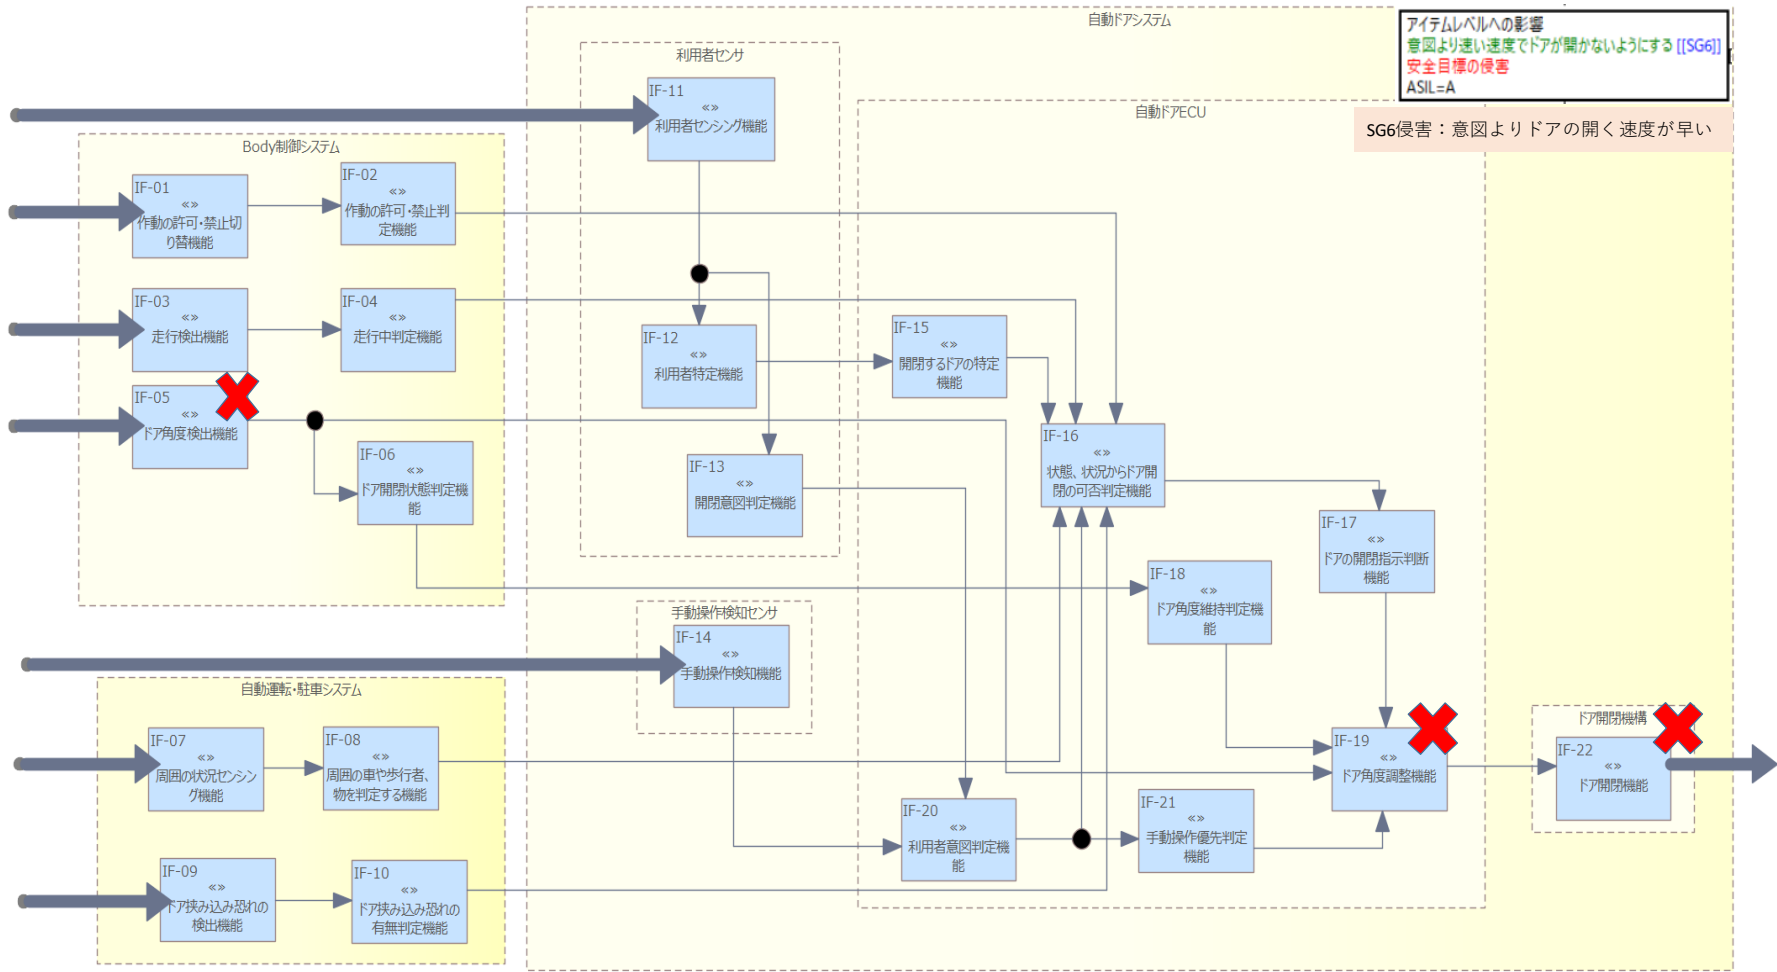 自動ドアシステム
アイテムレベルへの影響
意図より速い速度でドアが開かないようにする [[SG6]]
安全目標の侵害
ASIL=A
SG6侵害：意図よりドアの開く速度が早い
利用者センサ
IF-11
«»
利用者センシング機能
自動ドアECU
Body制御システム
IF-01
«»
作動の許可・禁止切
り替機能
IF-02
«»
作動の許可・禁止判
定機能
IF-03
«»
走行検出機能
IF-04
«»
走行中判定機能
IF-05
«»
ドア角度検出機能
IF-06
«»
ドア開閉状態判定機
能
IF-12
«»
利用者特定機能
IF-13
«»
開閉意図判定機能
IF-15
«»
開閉するドアの特定
機能
IF-16
«»
状態、状況からドア開
閉の可否判定機能
IF-17
«»
ドアの開閉指示判断
機能
IF-18
«»
ドア角度維持判定機
能
手動操作検知センサ
IF-14
«»
手動操作検知機能
自動運転・駐車システム
IF-07
«»
周囲の状況センシン
グ機能
IF-08
«»
周囲の車や歩行者、
物を判定する機能
IF-09
«»
ドア挟み込み恐れの
検出機能
IF-10
«»
ドア挟み込み恐れの
有無判定機能
IF-19
«»
ドア角度調整機能
IF-20
«»
利用者意図判定機
能
IF-21
«»
手動操作優先判定
機能
ドア開閉機構
IF-22
«»
ドア開閉機能